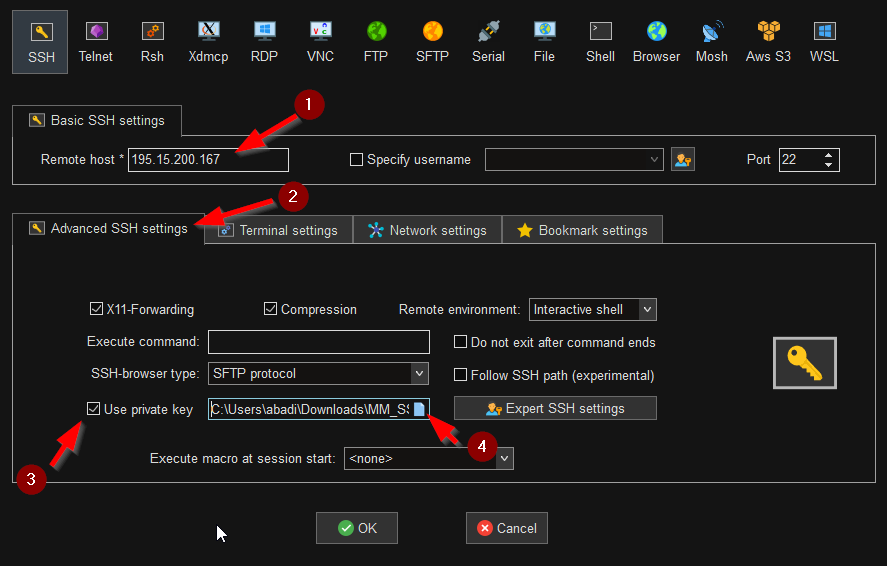 SSH Telnet Rsh Xdmcp RDP VNC FTP SFTP Serial File Shell Browser Mosh Aws S3 WSL
1
Basic SSH settings
Remote host * 195.15.200.167 Specify username Port 22
2
Advanced SSH settings Terminal settings Network settings Bookmark settings
X11-Forwarding Compression Remote environment: Interactive shell
Execute command: Do not exit after command ends
SSH-browser type: SFTP protocol Follow SSH path (experimental)
Use private key C:\Users\abadi\Downloads\MM_SS Expert SSH settings
3
4
Execute macro at session start: <none>
OK Cancel